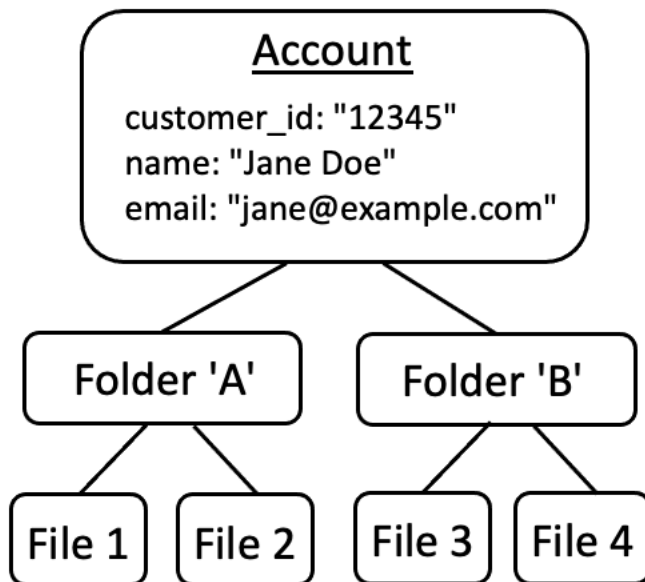 Account
customer_id: "12345"
name: "Jane Doe"
email: "jane@example.com"
Folder 'A'
Folder 'B'
File 1
File 2
File 3
File 4